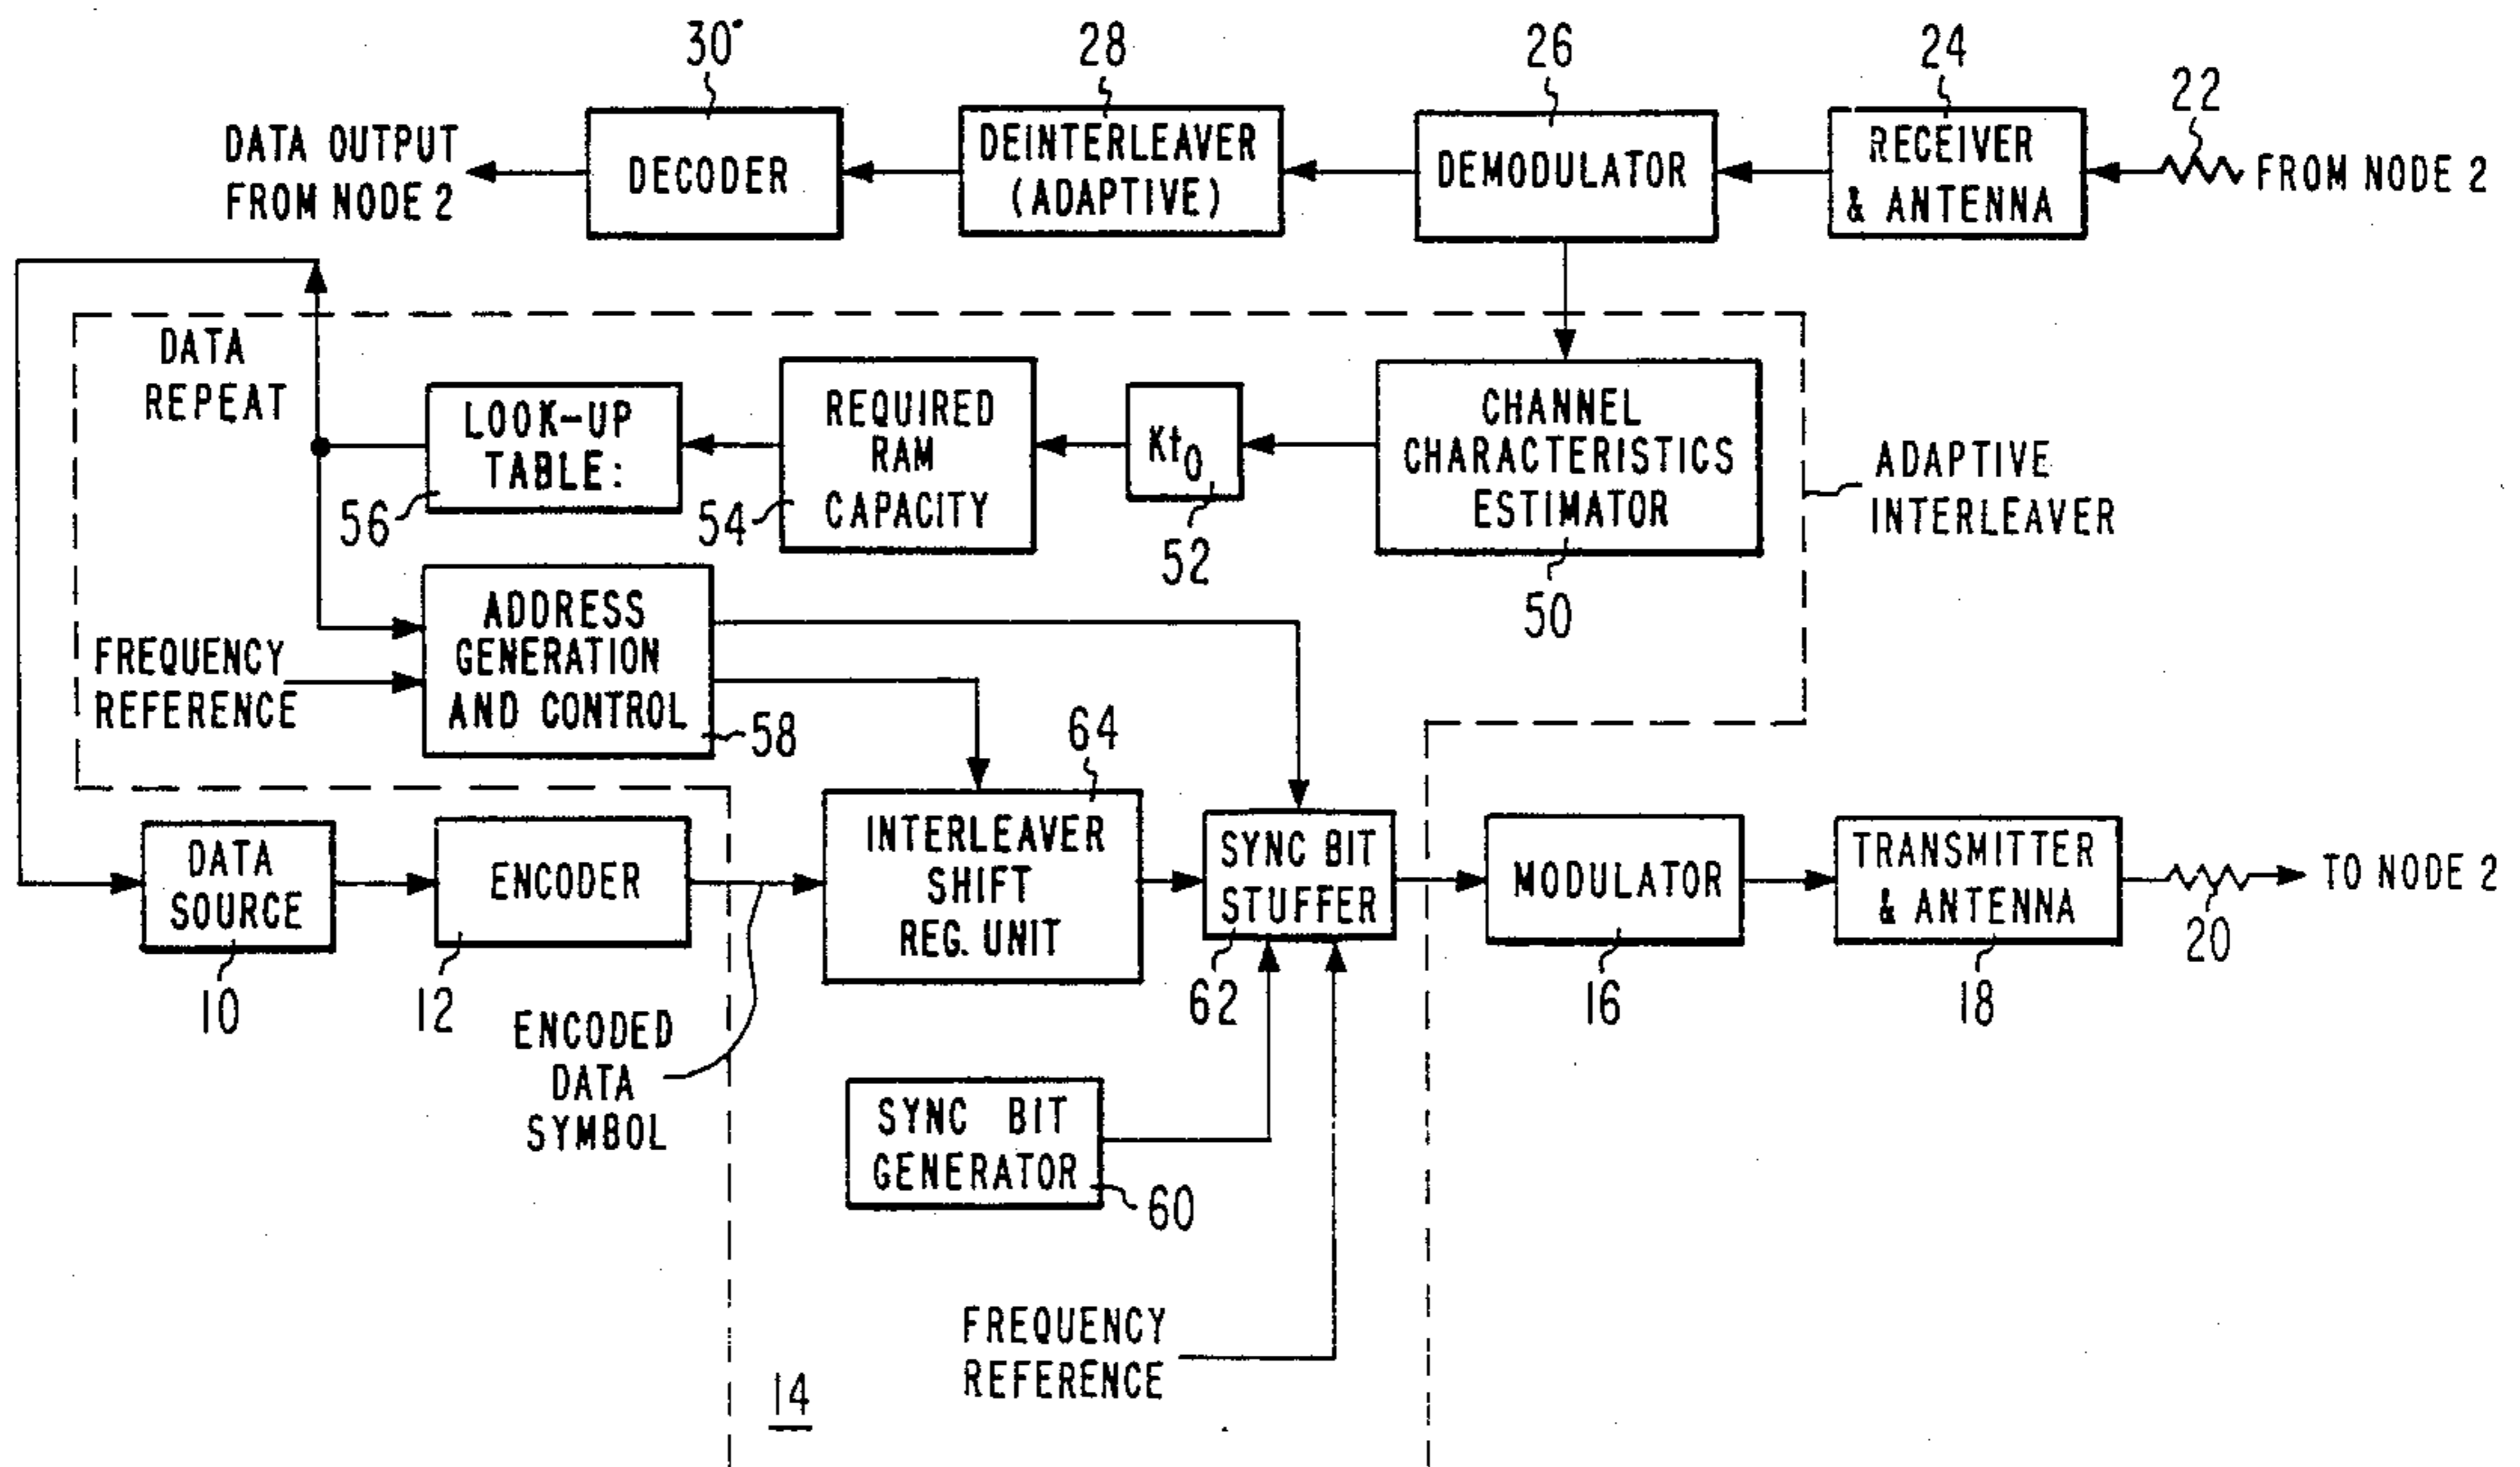 30
28
26
24
22
DATA OUTPUT
FROM NODE 2
DECODER
DEINTERLEAVER
(ADAPTIVE)
DEMODULATOR
RECEIVER
& ANTENNA
FROM NODE 2
DATA
REPEAT
LOOK-UP
TABLE:
56
REQUIRED
RAM
CAPACITY
54
Kt0
52
CHANNEL
CHARACTERISTICS
ESTIMATOR
50
ADAPTIVE
INTERLEAVER
FREQUENCY
REFERENCE
ADDRESS
GENERATION
AND CONTROL
58
64
DATA
SOURCE
10
ENCODER
12
INTERLEAVER
SHIFT
REG. UNIT
SYNC BIT
STUFFER
62
MODULATOR
16
TRANSMITTER
& ANTENNA
18
20
TO NODE 2
ENCODED
DATA
SYMBOL
SYNC BIT
GENERATOR
60
FREQUENCY
REFERENCE
14